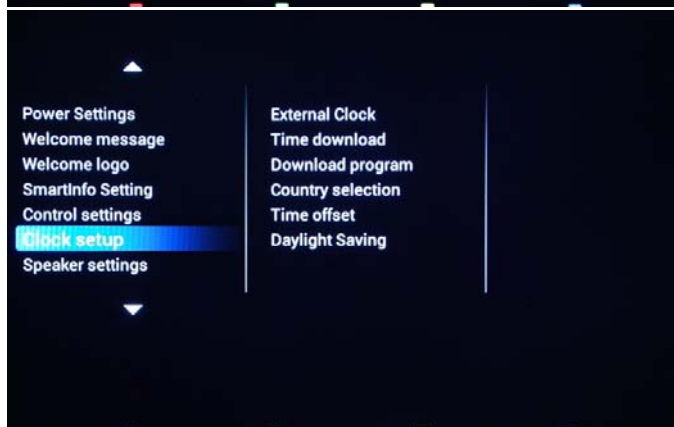 Power Settings
Welcome message
Welcome logo
SmartInfo Setting
Control settings
Clock setup
Speaker settings
External Clock
Time download
Download program
Country selection
Time offset
Daylight Saving